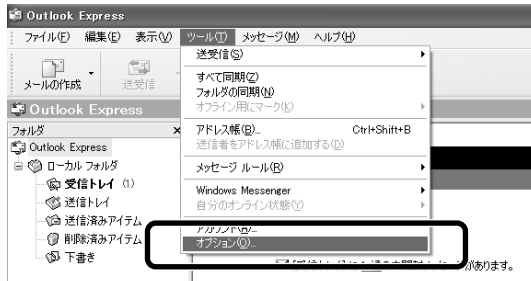 Outlook Express
ファイル(F) 編集(E) 表示(V) ツール(T) メッセージ(M) ヘルプ(H)
メールの作成 送受信
送受信(S)
すべて同期(Z)
フォルダの同期(N)
オフライン用にマーク(K)
アドレス帳(B)... Ctrl+Shift+B
送信者をアドレス帳に追加する(D)
メッセージ ルール(R)
Windows Messenger
自分のオンライン状態(Y)
アカウント(A)...
オプション(O)...
Outlook Express
フォルダ ×
Outlook Express
ローカル フォルダ
受信トレイ (1)
送信トレイ
送信済みアイテム
削除済みアイテム
下書き
があります。